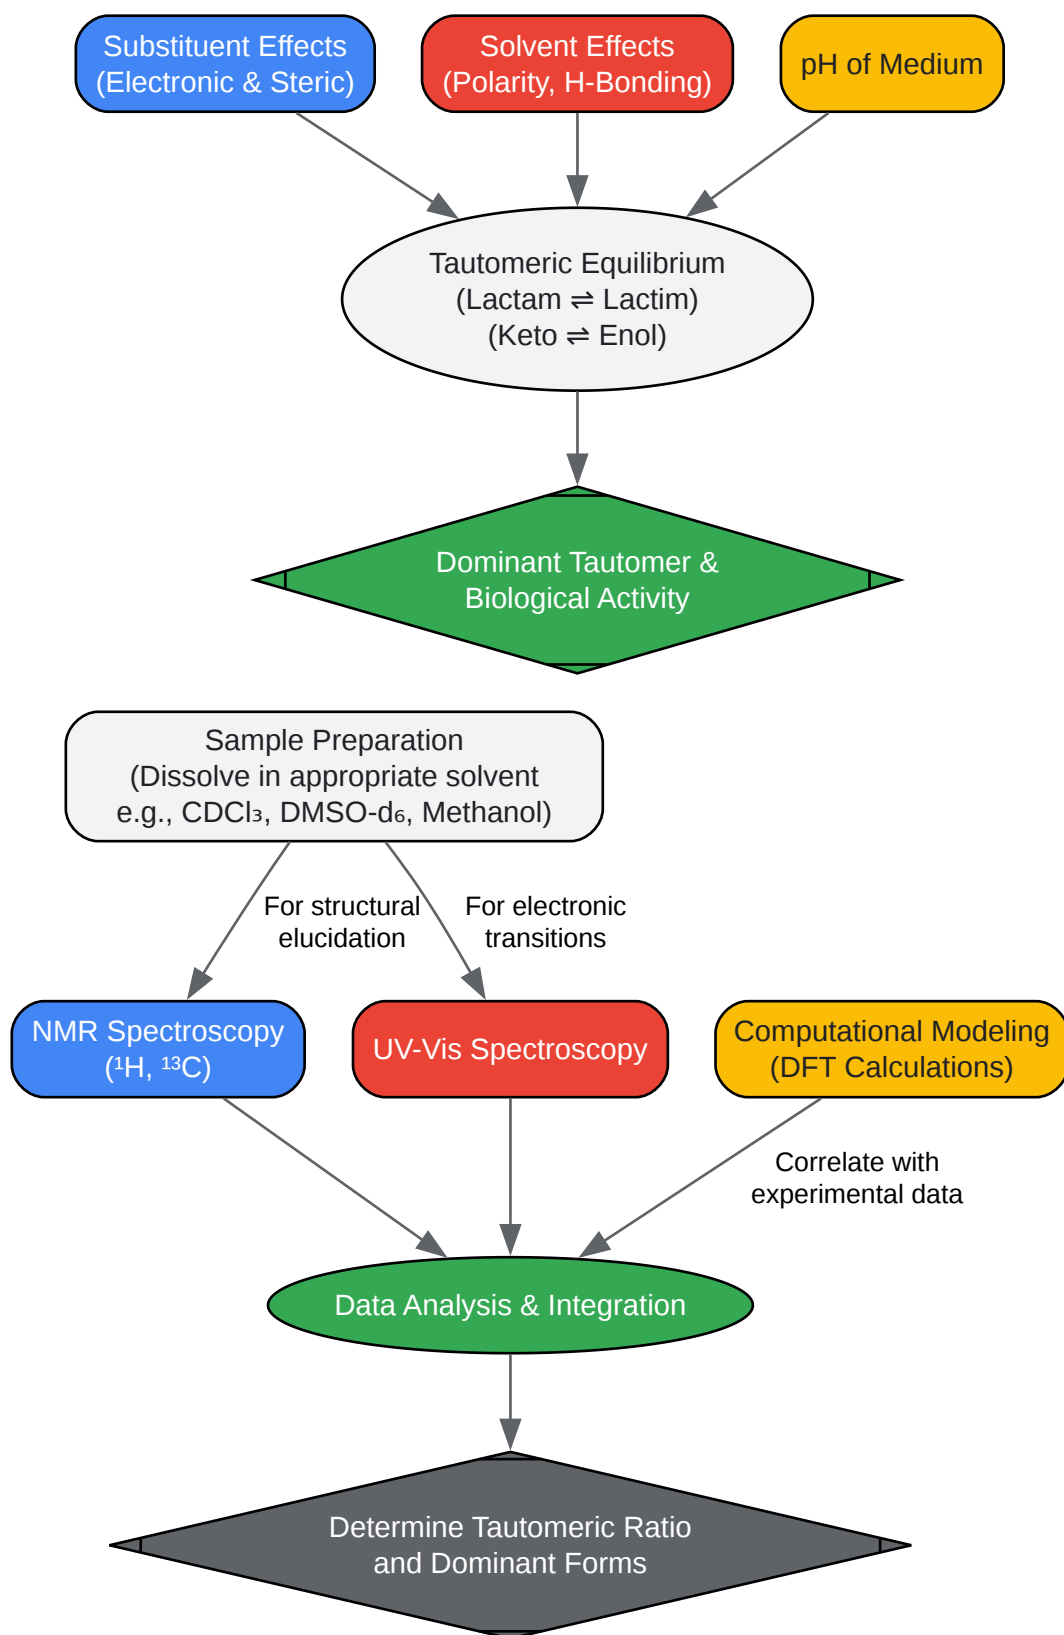 Substituent Effects
(Electronic & Steric)
Solvent Effects
(Polarity, H-Bonding)
pH of Medium
Tautomeric Equilibrium
(Lactam ⇌ Lactim)
(Keto ⇌ Enol)
Dominant Tautomer &
Biological Activity
Sample Preparation
(Dissolve in appropriate solvent
e.g., CDCl₃, DMSO-d₆, Methanol)
For structural
elucidation
For electronic
transitions
NMR Spectroscopy
(¹H, ¹³C)
UV-Vis Spectroscopy
Computational Modeling
(DFT Calculations)
Correlate with
experimental data
Data Analysis & Integration
Determine Tautomeric Ratio
and Dominant Forms